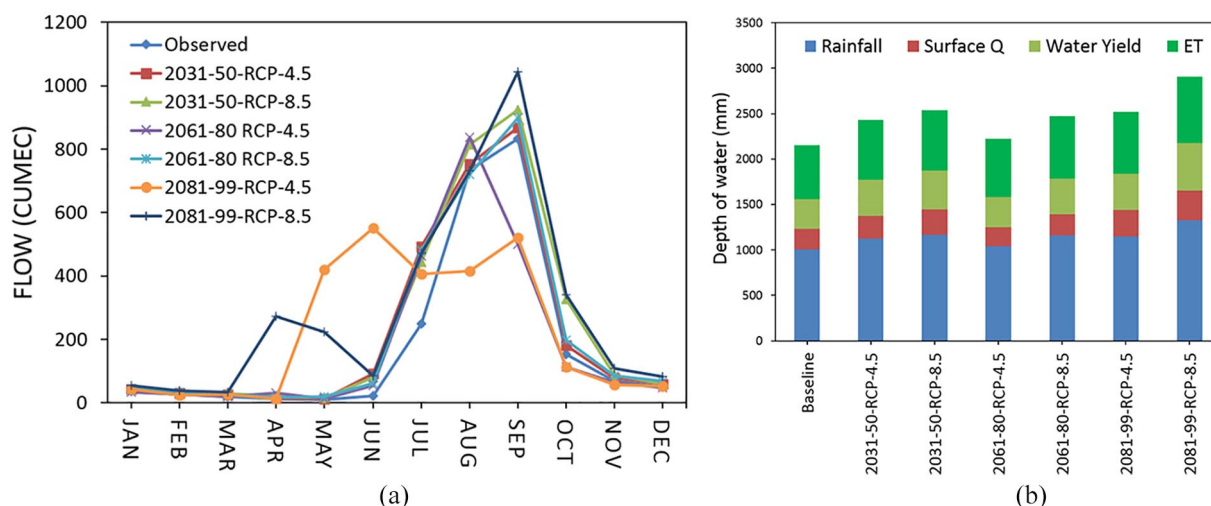 1200
1000
800
600
400
200
0
FLOW (CUMEC)
Observed
2031-50-RCP-4.5
2031-50-RCP-8.5
2061-80 RCP-4.5
2061-80 RCP-8.5
2081-99-RCP-4.5
2081-99-RCP-8.5
JAN
FEB
MAR
APR
MAY
JUN
JUL
AUG
SEP
OCT
NOV
DEC
(a)
3500
3000
2500
2000
1500
1000
500
0
Depth of water (mm)
Rainfall Surface Q Water Yield ET
Baseline
2031-50-RCP-4.5
2031-50-RCP-8.5
2061-80-RCP-4.5
2061-80-RCP-8.5
2081-99-RCP-4.5
2081-99-RCP-8.5
(b)